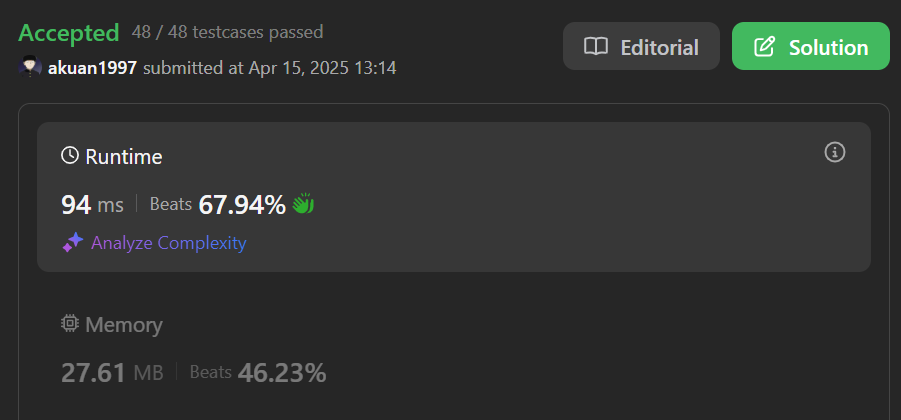 Accepted 48 / 48 testcases passed
akuan1997 submitted at Apr 15, 2025 13:14
Editorial
Solution
Runtime
94 ms Beats 67.94%
Analyze Complexity
Memory
27.61 MB Beats 46.23%